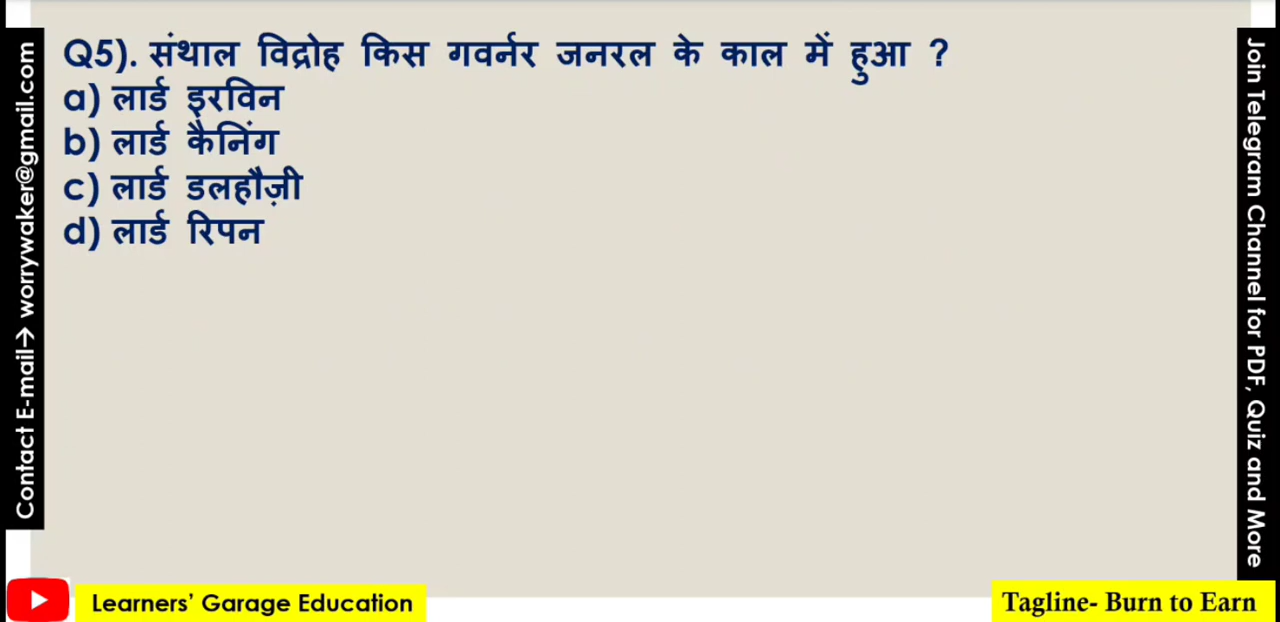 Q5). संथाल विद्रोह किस गवर्नर जनरल के काल में हुआ ?
a) लार्ड इरविन
b) लार्ड कैनिंग
c) लार्ड डलहौज़ी
d) लार्ड रिपन
Contact E-mail→ worrywaker@gmail.com
Join Telegram Channel for PDF, Quiz and More
Learners’ Garage Education
Tagline- Burn to Earn